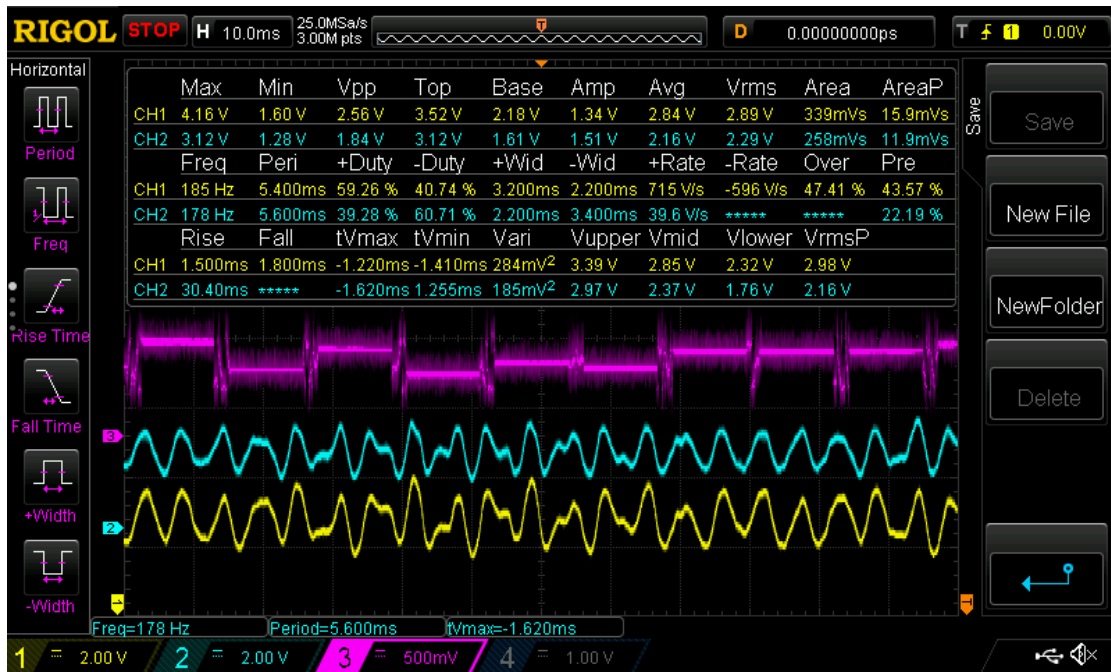 RIGOL STOP H 10.0ms 25.0MSa/s 3.00M pts D 0.00000000ps T 1 0.00V
Horizontal
Period
Freq
Rise Time
Fall Time
+Width
-Width
Max Min Vpp Top Base Amp Avg Vrms Area AreaP
CH1 4.16 V 1.60 V 2.56 V 3.52 V 2.18 V 1.34 V 2.84 V 2.89 V 339mVs 15.9mVs
CH2 3.12 V 1.28 V 1.84 V 3.12 V 1.61 V 1.51 V 2.16 V 2.29 V 258mVs 11.9mVs
Freq Peri +Duty -Duty +Wid -Wid +Rate -Rate Over Pre
CH1 185 Hz 5.400ms 59.26 % 40.74 % 3.200ms 2.200ms 715 V/s -596 V/s 47.41 % 43.57 %
CH2 178 Hz 5.600ms 39.28 % 60.71 % 2.200ms 3.400ms 39.6 V/s ***** ***** 22.19 %
Rise Fall tVmax tVmin Vari Vupper Vmid Vlower VrmsP
CH1 1.500ms 1.800ms -1.220ms -1.410ms 284mV² 3.39 V 2.85 V 2.32 V 2.98 V
CH2 30.40ms ***** -1.620ms 1.255ms 185mV² 2.97 V 2.37 V 1.76 V 2.16 V
T
3
2
1
T
Save
Save
New File
NewFolder
Delete
Freq=178 Hz Period=5.600ms tVmax=-1.620ms
1 = 2.00 V 2 = 2.00 V 3 = 500mV 4 = 1.00 V